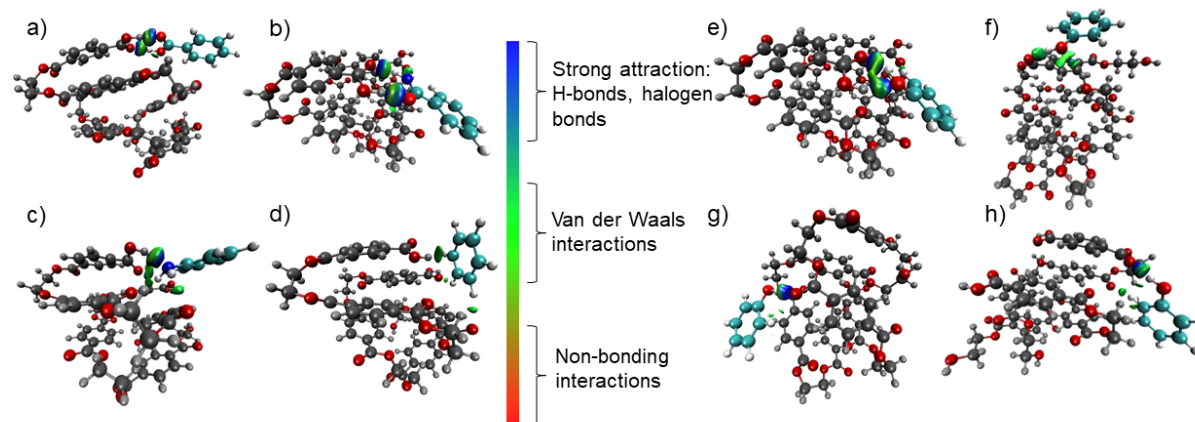 a)
b)
c)
d)
Strong attraction:
H-bonds, halogen
bonds
Van der Waals
interactions
Non-bonding
interactions
e)
f)
g)
h)